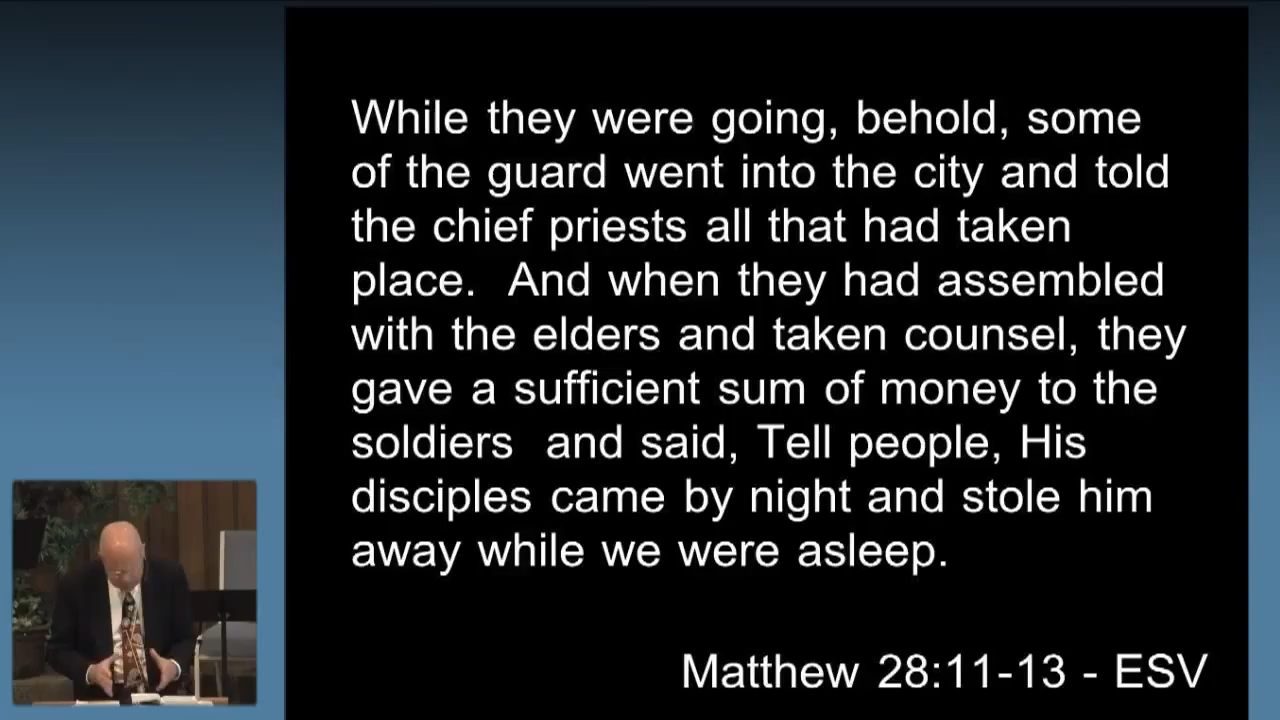 While they were going, behold, some
of the guard went into the city and told
the chief priests all that had taken
place.  And when they had assembled
with the elders and taken counsel, they
gave a sufficient sum of money to the
soldiers  and said, Tell people, His
disciples came by night and stole him
away while we were asleep.
Matthew 28:11-13 - ESV